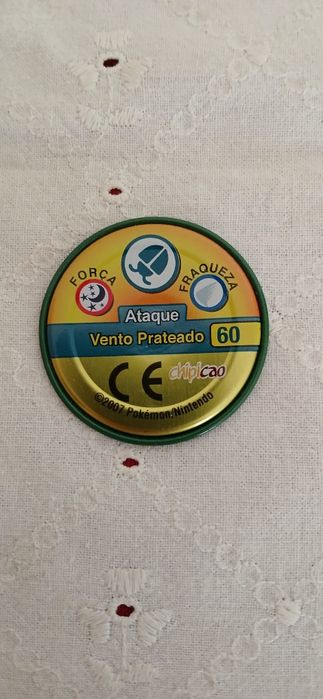 FORÇA
FRAQUEZA
Ataque
Vento Prateado 60
CE chipicao
©2007 Pokémon/Nintendo